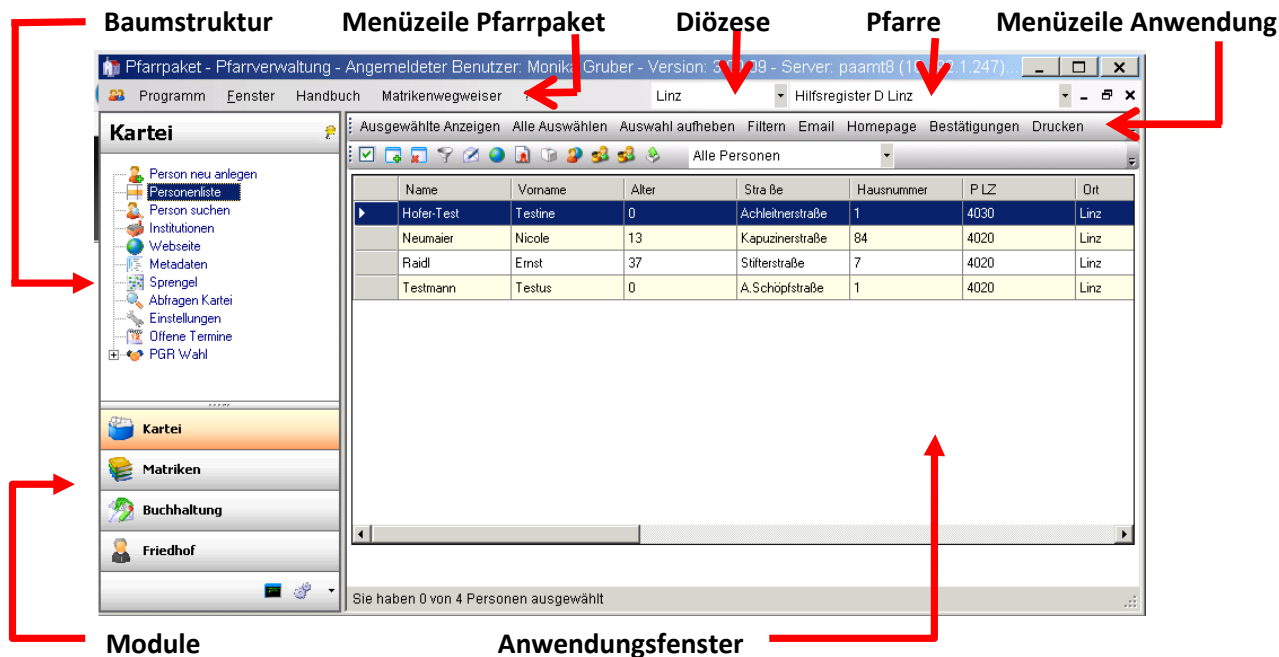 Baumstruktur Menüzeile Pfarrpaket Diözese Pfarre Menüzeile Anwendung
Pfarrpaket - Pfarrverwaltung - Angemeldeter Benutzer: Monika Gruber - Version: - Server: paamt8
Programm Fenster Handbuch Matrikenwegweiser ? Linz Hilfsregister D Linz
Kartei
Ausgewählte Anzeigen Alle Auswählen Auswahl aufheben Filtern Email Homepage Bestätigungen Drucken
Alle Personen
Person neu anlegen
Personenliste
Person suchen
Institutionen
Webseite
Metadaten
Sprengel
Abfragen Kartei
Einstellungen
Offene Termine
PGR Wahl
Name Vorname Alter Straße Hausnummer PLZ Ort
Hofer-Test Testine 0 Achleitnerstraße 1 4030 Linz
Neumaier Nicole 13 Kapuzinerstraße 84 4020 Linz
Raidl Ernst 37 Stifterstraße 7 4020 Linz
Testmann Testus 0 A.Schöpfstraße 1 4020 Linz
Kartei
Matriken
Buchhaltung
Friedhof
Sie haben 0 von 4 Personen ausgewählt
Module Anwendungsfenster